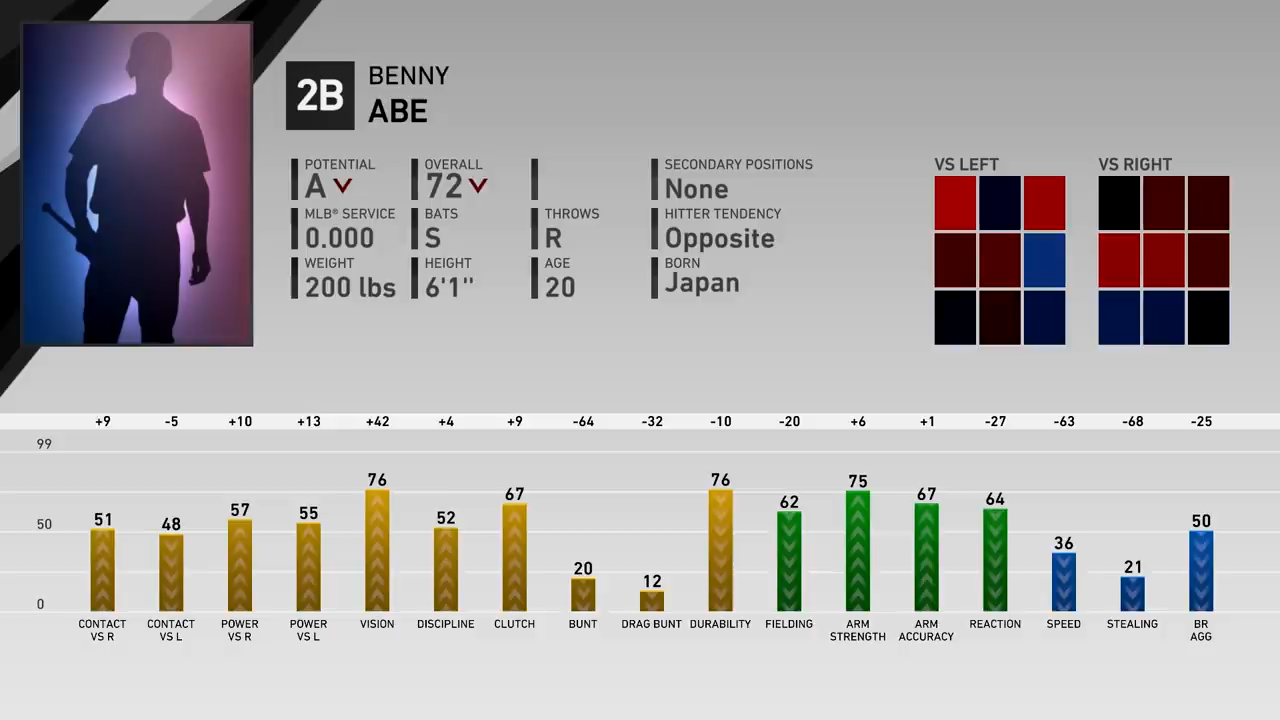 2B
BENNY
ABE
POTENTIAL OVERALL SECONDARY POSITIONS VS LEFT VS RIGHT
A 72 None
MLB® SERVICE BATS THROWS HITTER TENDENCY
0.000 S R Opposite
WEIGHT HEIGHT AGE BORN
200 lbs 6'1" 20 Japan
+9 -5 +10 +13 +42 +4 +9 -64 -32 -10 -20 +6 +1 -27 -63 -68 -25
99
76 76 75
67 67
62 64
57 55
50 51 48 52 50
36
20 21
12
0
CONTACT VS R CONTACT VS L POWER VS R POWER VS L VISION DISCIPLINE CLUTCH BUNT DRAG BUNT DURABILITY FIELDING ARM STRENGTH ARM ACCURACY REACTION SPEED STEALING BR AGG